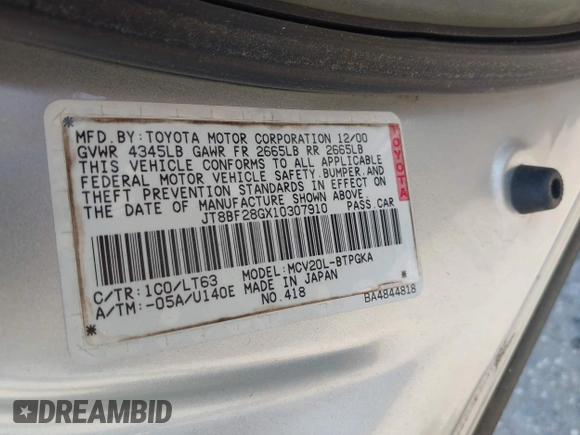 MFD. BY: TOYOTA MOTOR CORPORATION 12/00
GVWR 4345LB GAWR FR 2665LB RR 2665LB
THIS VEHICLE CONFORMS TO ALL APPLICABLE
FEDERAL MOTOR VEHICLE SAFETY, BUMPER, AND
THEFT PREVENTION STANDARDS IN EFFECT ON
THE DATE OF MANUFACTURE SHOWN ABOVE.
JT8BF28GX10307910 PASS. CAR
TOYOTA
C/TR: 1C0/LT63 MODEL: MCV20L-BTPGKA
A/TM: -05A/U140E MADE IN JAPAN
NO. 418 BA4844818
DREAMBID